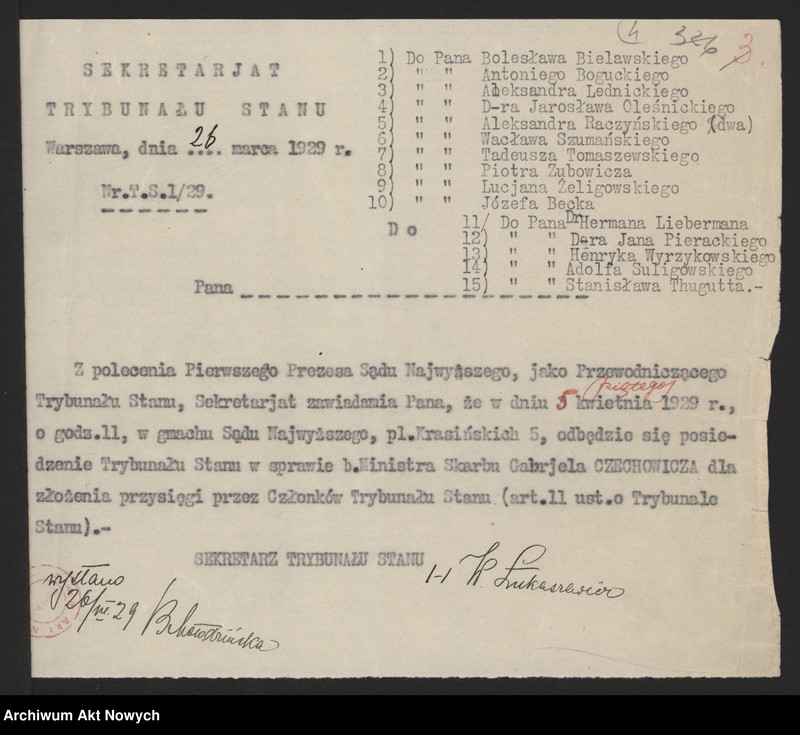 4 326 3.
SEKRETARJAT
TRYBUNAŁU STANU
Warszawa, dnia .26. marca 1929 r.
Nr.T.S.1/29.
1) Do Pana Bolesława Bielawskiego
2) " " Antoniego Boguckiego
3) " " Aleksandra Lednickiego
4) " " D-ra Jarosława Oleśnickiego
5) " " Aleksandra Raczyńskiego (dwa)
6) " " Wacława Szumańskiego
7) " " Tadeusza Tomaszewskiego
8) " " Piotra Zubowicza
9) " " Lucjana Żeligowskiego
10) " " Józefa Becka
Do
11/ Do Pana Dr Hermana Liebermana
12) " " D-ra Jana Pierackiego
13) " " Henryka Wyrzykowskiego
14) " " Adolfa Suligowskiego
15) " " Stanisława Thugutta.-
Pana
Z polecenia Pierwszego Prezesa Sądu Najwyższego, jako Przewodniczącego
(piątego)
Trybunału Stanu, Sekretarjat zawiadamia Pana, że w dniu 5 kwietnia 1929 r.,
o godz.11, w gmachu Sądu Najwyższego, pl.Krasińskich 5, odbędzie się posie-
dzenie Trybunału Stanu w sprawie b.Ministra Skarbu Gabrjela CZECHOWICZA dla
złożenia przysięgi przez Członków Trybunału Stanu (art.11 ust.o Trybunale
Stanu).-
SEKRETARZ TRYBUNAŁU STANU
/-/ W. Łukaszewicz
wysłano
26/III.29
Archiwum Akt Nowych